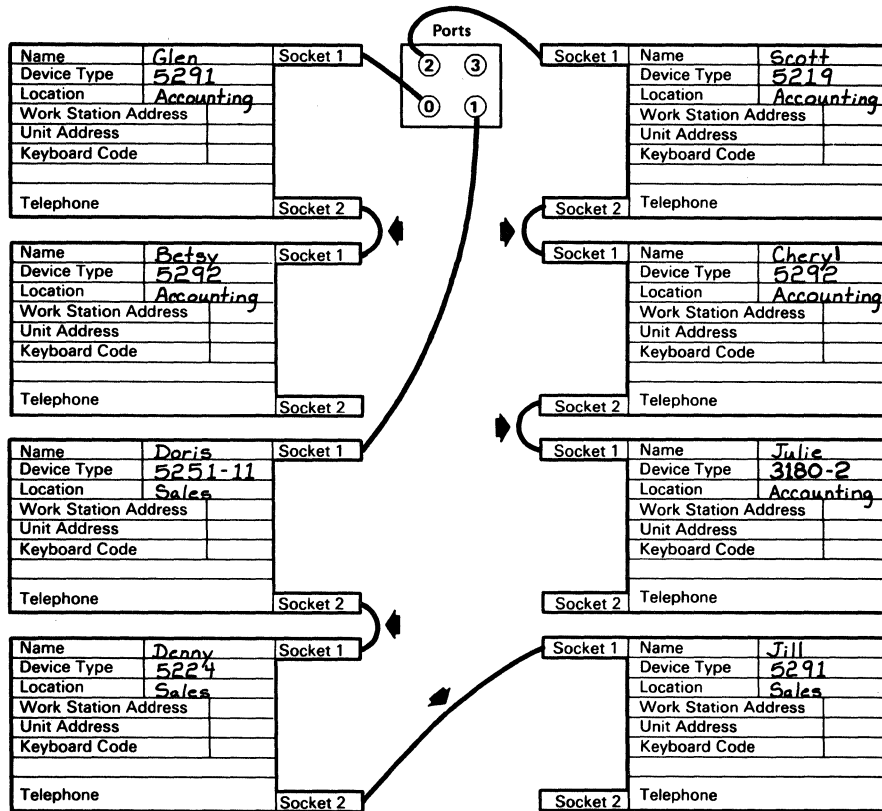 Ports
2 3
0 1
Name Glen Socket 1
Device Type 5291
Location Accounting
Work Station Address
Unit Address
Keyboard Code
Telephone Socket 2
Name Betsy Socket 1
Device Type 5292
Location Accounting
Work Station Address
Unit Address
Keyboard Code
Telephone Socket 2
Name Doris Socket 1
Device Type 5251-11
Location Sales
Work Station Address
Unit Address
Keyboard Code
Telephone Socket 2
Name Denny Socket 1
Device Type 5224
Location Sales
Work Station Address
Unit Address
Keyboard Code
Telephone Socket 2
Socket 1 Name Scott
Device Type 5219
Location Accounting
Work Station Address
Unit Address
Keyboard Code
Socket 2 Telephone
Socket 1 Name Cheryl
Device Type 5292
Location Accounting
Work Station Address
Unit Address
Keyboard Code
Socket 2 Telephone
Socket 1 Name Julie
Device Type 3180-2
Location Accounting
Work Station Address
Unit Address
Keyboard Code
Socket 2 Telephone
Socket 1 Name Jill
Device Type 5291
Location Sales
Work Station Address
Unit Address
Keyboard Code
Socket 2 Telephone